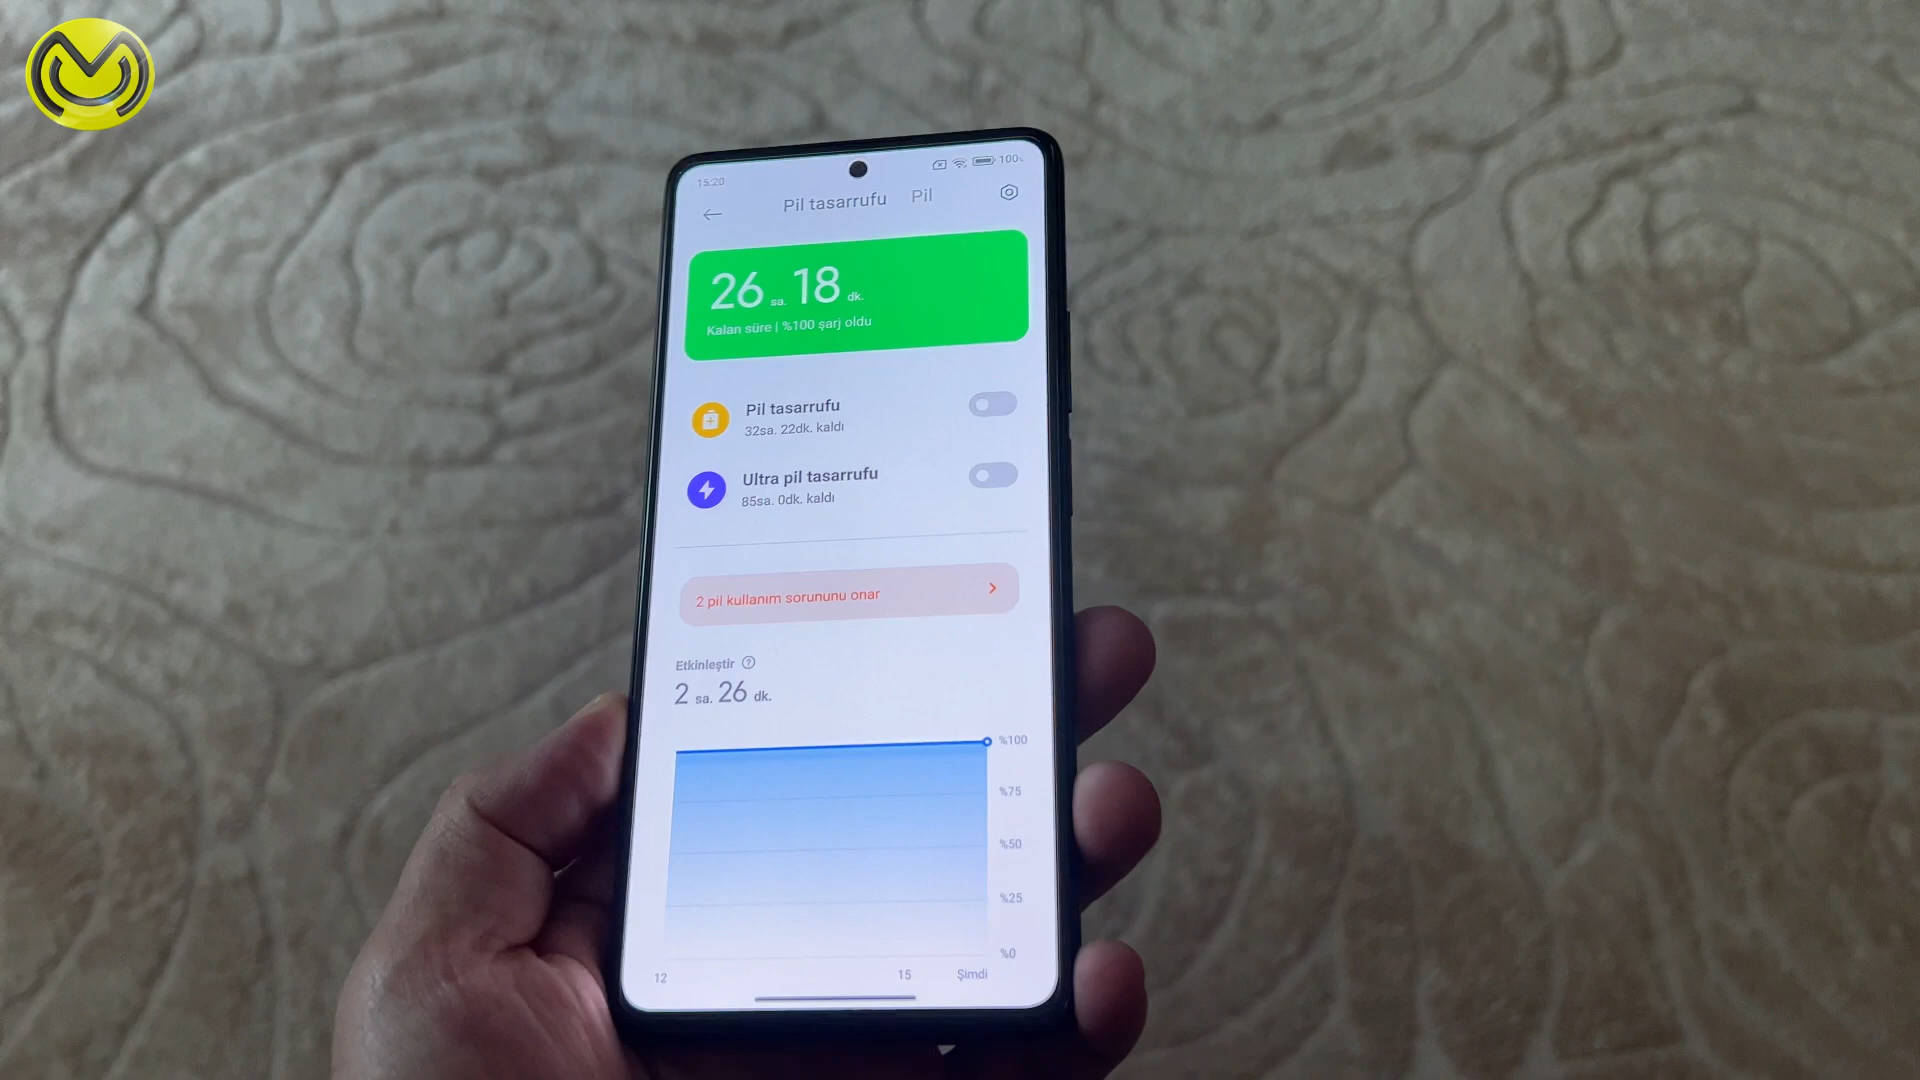 15:20
100
Pil tasarrufu Pil
26 sa. 18 dk.
Kalan süre | %100 şarj oldu
Pil tasarrufu
32sa. 22dk. kaldı
Ultra pil tasarrufu
85sa. 0dk. kaldı
2 pil kullanım sorununu onar
Etkinleştir ?
2 sa. 26 dk.
%100
%75
%50
%25
%0
12 15 Şimdi